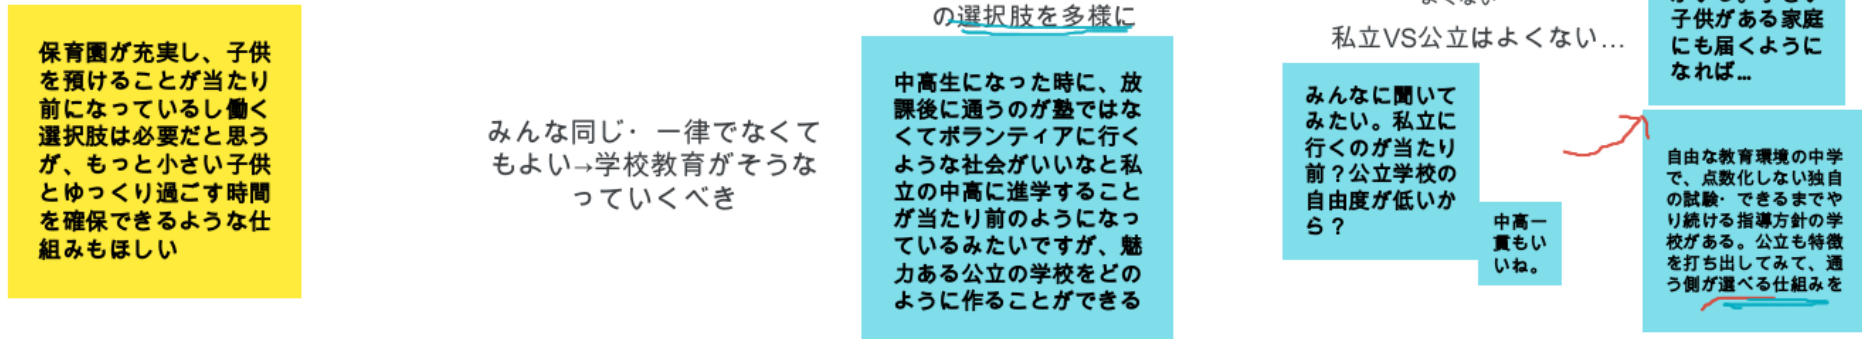 保育園が充実し、子供
を預けることが当たり
前になっているし働く
選択肢は必要だと思う
が、もっと小さい子供
とゆっくり過ごす時間
を確保できるような仕
組みもほしい
みんな同じ・一律でなくて
もよい→学校教育がそうな
っていくべき
の選択肢を多様に
中高生になった時に、放
課後に通うのが塾ではな
くてボランティアに行く
ような社会がいいなと私
立の中高に進学すること
が当たり前のようになっ
ているみたいですが、魅
力ある公立の学校をどの
ように作ることができる
私立VS公立はよくない…
みんなに聞いて
みたい。私立に
行くのが当たり
前？公立学校の
自由度が低いか
ら？
中高一
貫もい
いね。
子供がある家庭
にも届くように
なれば…
自由な教育環境の中学
で、点数化しない独自
の試験・できるまでや
り続ける指導方針の学
校がある。公立も特徴
を打ち出してみて、通
う側が選べる仕組みを